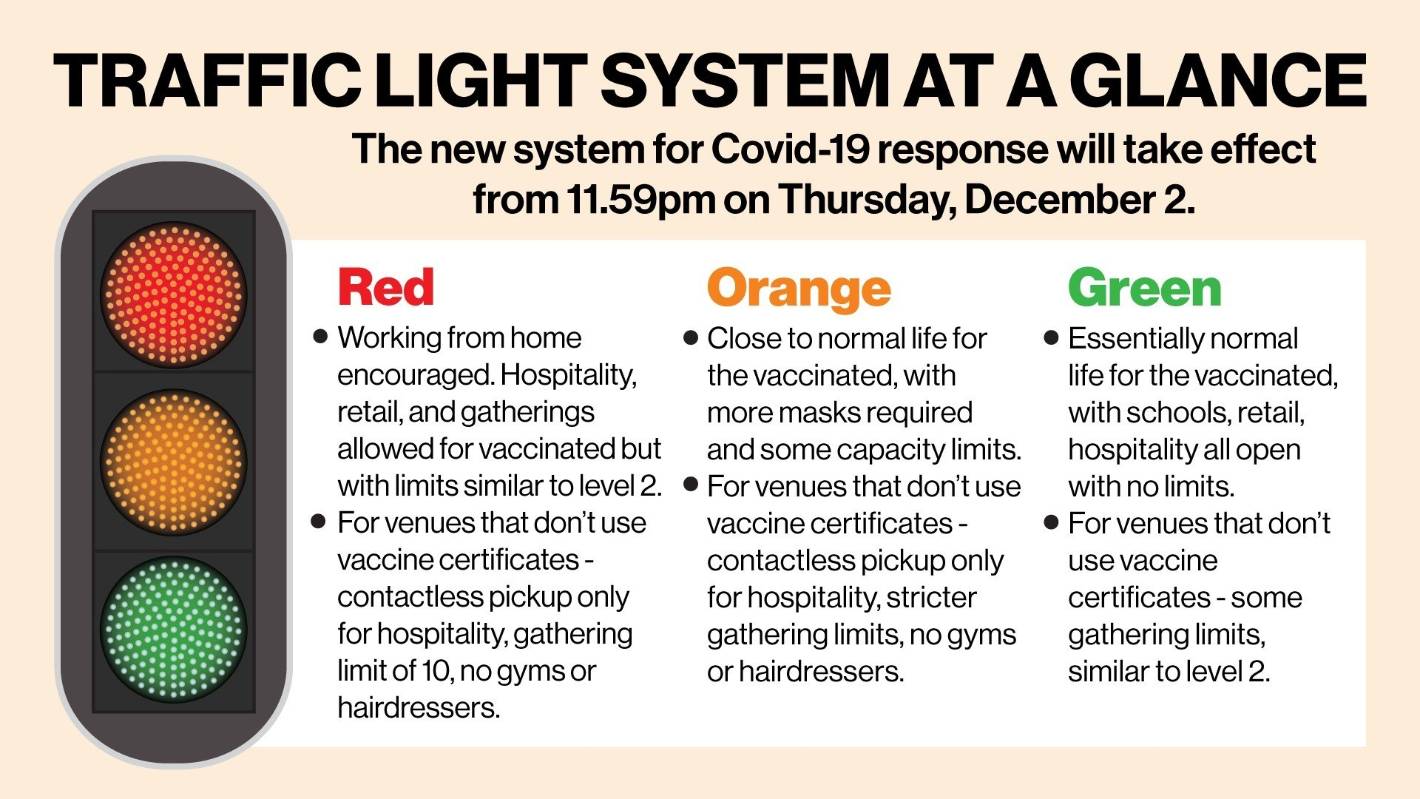 TRAFFIC LIGHT SYSTEM AT A GLANCE
The new system for Covid-19 response will take effect
from 11.59pm on Thursday, December 2.
Red
● Working from home
encouraged. Hospitality,
retail, and gatherings
allowed for vaccinated but
with limits similar to level 2.
● For venues that don’t use
vaccine certificates -
contactless pickup only
for hospitality, gathering
limit of 10, no gyms or
hairdressers.
Orange
● Close to normal life for
the vaccinated, with
more masks required
and some capacity limits.
● For venues that don’t use
vaccine certificates -
contactless pickup only
for hospitality, stricter
gathering limits, no gyms
or hairdressers.
Green
● Essentially normal
life for the vaccinated,
with schools, retail,
hospitality all open
with no limits.
● For venues that don’t
use vaccine
certificates - some
gathering limits,
similar to level 2.